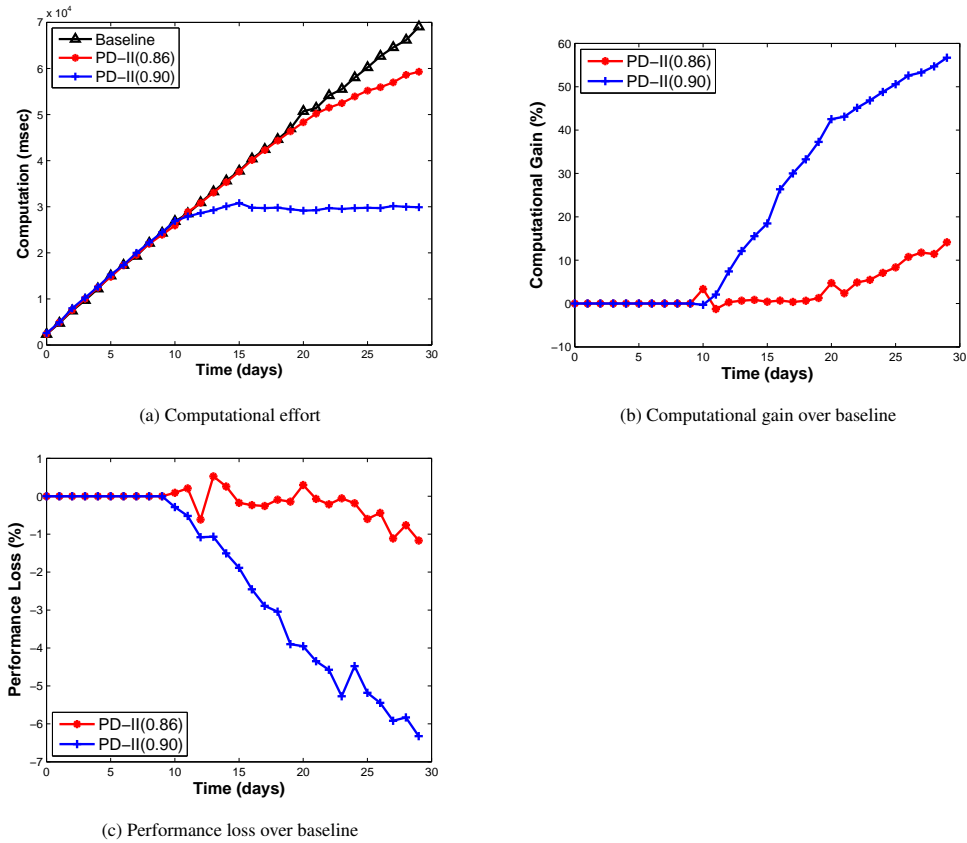 7 x 10⁴
6
5
4
3
2
1
0
0 5 10 15 20 25 30
Computation (msec)
Time (days)
Baseline
PD−II(0.86)
PD−II(0.90)
(a) Computational effort
60
50
40
30
20
10
0
−10
0 5 10 15 20 25 30
Computational Gain (%)
Time (days)
PD−II(0.86)
PD−II(0.90)
(b) Computational gain over baseline
1
0
-1
-2
-3
-4
-5
-6
-7
0 5 10 15 20 25 30
Performance Loss (%)
Time (days)
PD−II(0.86)
PD−II(0.90)
(c) Performance loss over baseline